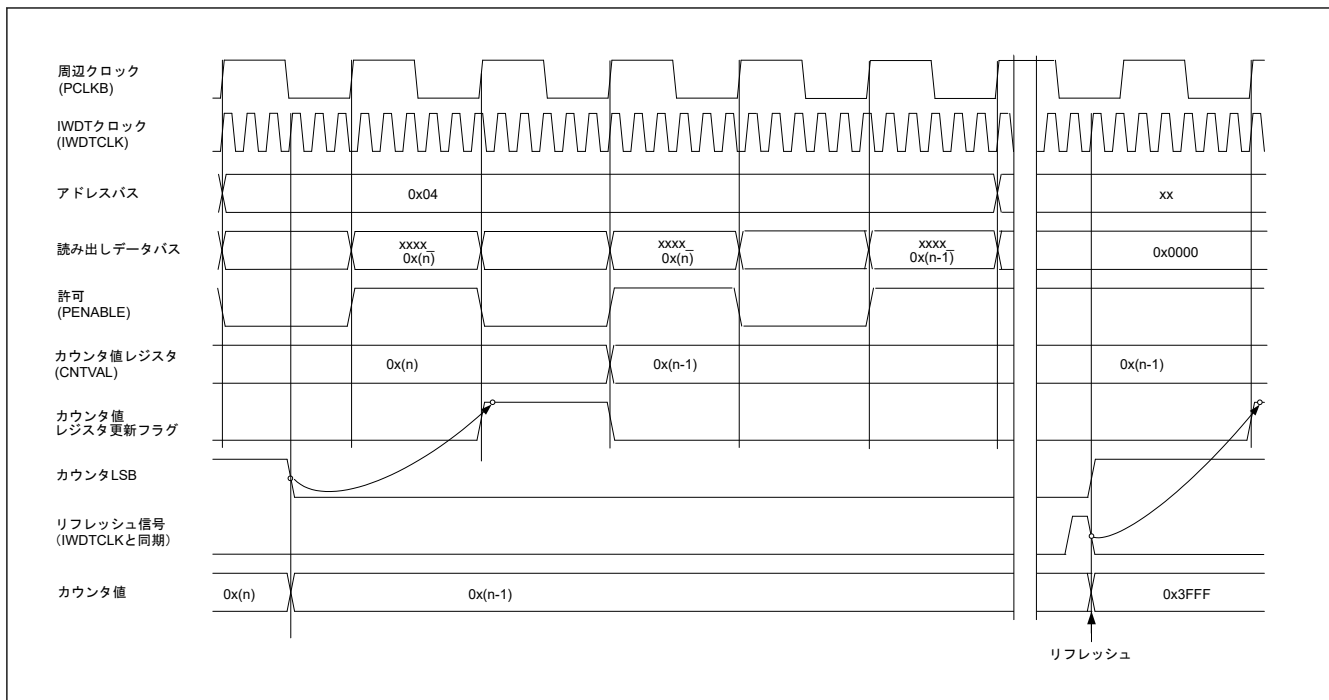 周辺クロック
(PCLKB)
IWDTクロック
(IWDTCLK)
アドレスバス
0x04
xx
読み出しデータバス
xxxx_
0x(n)
xxxx_
0x(n)
xxxx_
0x(n-1)
0x0000
許可
(PENABLE)
カウンタ値レジスタ
(CNTVAL)
0x(n)
0x(n-1)
0x(n-1)
カウンタ値
レジスタ更新フラグ
カウンタLSB
リフレッシュ信号
(IWDTCLKと同期)
カウンタ値
0x(n)
0x(n-1)
0x3FFF
リフレッシュ